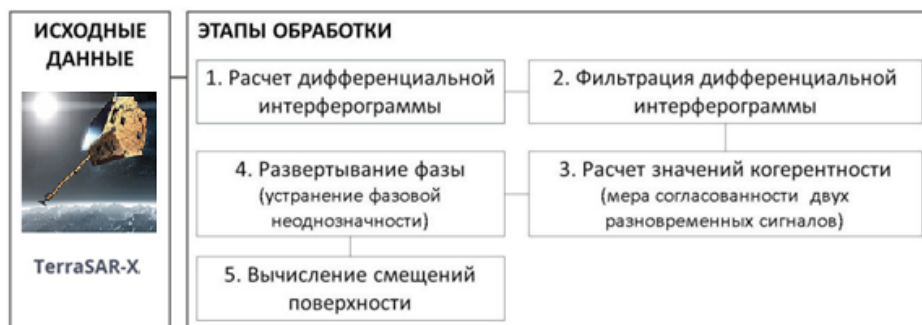 ИСХОДНЫЕ
ДАННЫЕ
TerraSAR-X
ЭТАПЫ ОБРАБОТКИ
1. Расчет дифференциальной
интерферограммы
2. Фильтрация дифференциальной
интерферограммы
3. Расчет значений когерентности
(мера согласованности двух
разновременных сигналов)
4. Развертывание фазы
(устранение фазовой
неоднозначности)
5. Вычисление смещений
поверхности